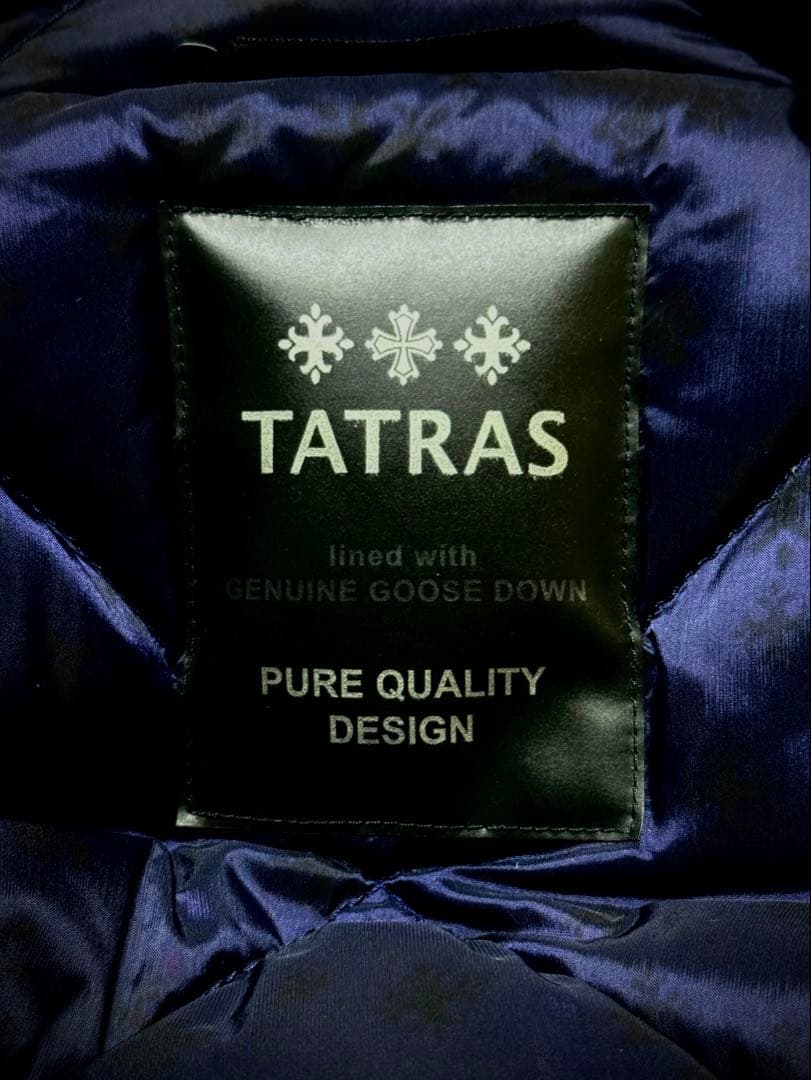 TATRAS
lined with
GENUINE GOOSE DOWN
PURE QUALITY
DESIGN